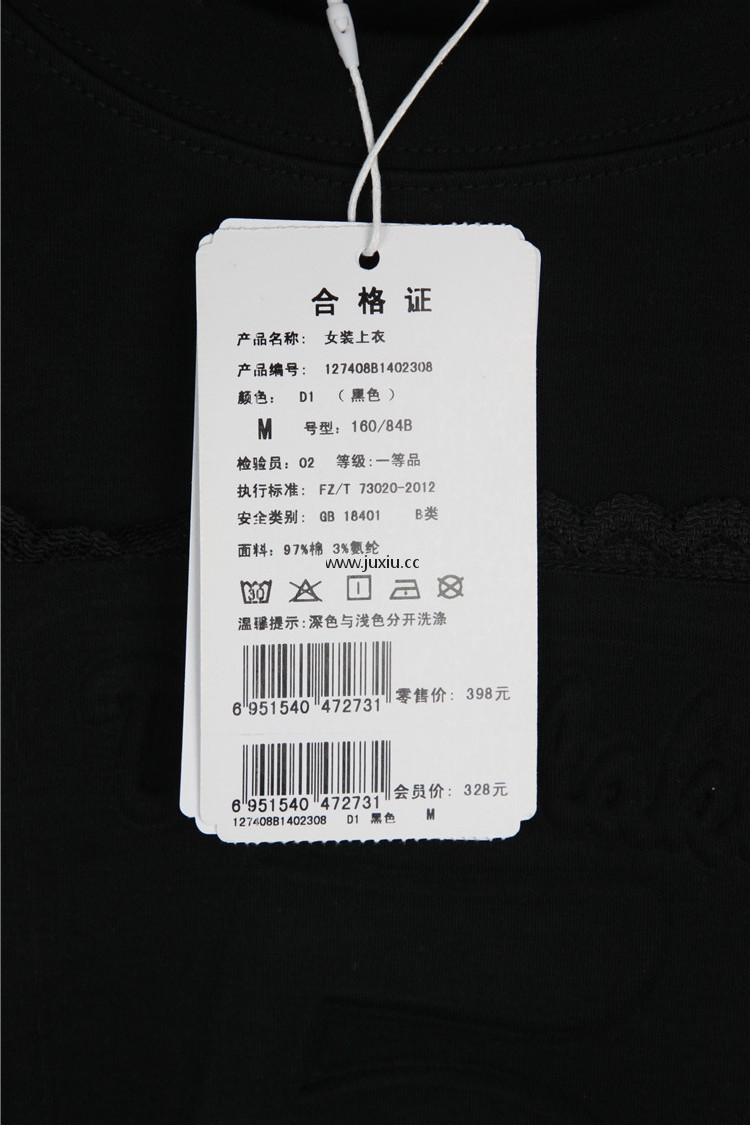 合格证
产品名称: 女装上衣
产品编号: 127408B1402308
颜色: D1 (黑色)
M 号型: 160/84B
检验员: 02 等级:一等品
执行标准: FZ/T 73020-2012
安全类别: GB 18401 B类
面料: 97%棉 3%氨纶
www.juxiu.cc
30
温馨提示:深色与浅色分开洗涤
6 951540 472731 零售价: 398元
6 951540 472731 会员价: 328元
127408B1402308 D1 黑色 M